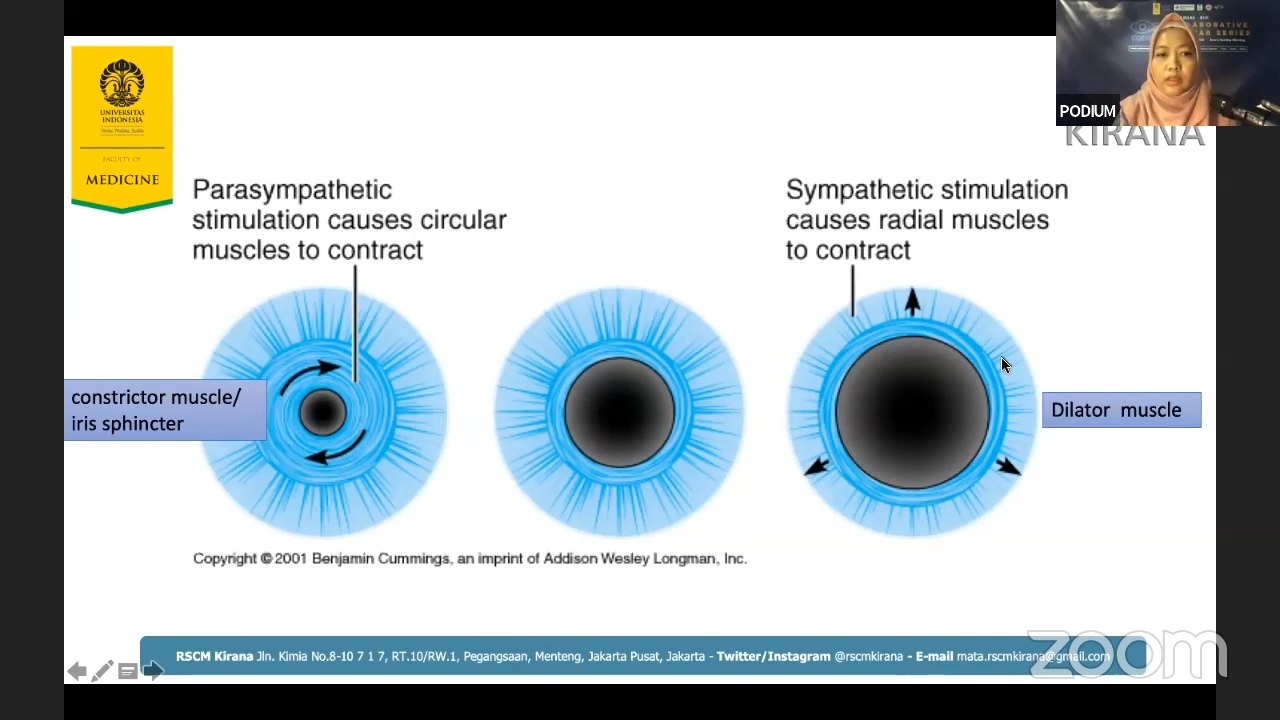 UNIVERSITAS
INDONESIA
FACULTY OF
MEDICINE
PODIUM
KIRANA
Parasympathetic
stimulation causes circular
muscles to contract
Sympathetic stimulation
causes radial muscles
to contract
constrictor muscle/
iris sphincter
Dilator muscle
Copyright © 2001 Benjamin Cummings, an imprint of Addison Wesley Longman, Inc.
RSCM Kirana Jln. Kimia No.8-10 7 1 7, RT.10/RW.1, Pegangsaan, Menteng, Jakarta Pusat, Jakarta - Twitter/Instagram @rscmkirana - E-mail mata.rscmkirana@gmail.com
zoom